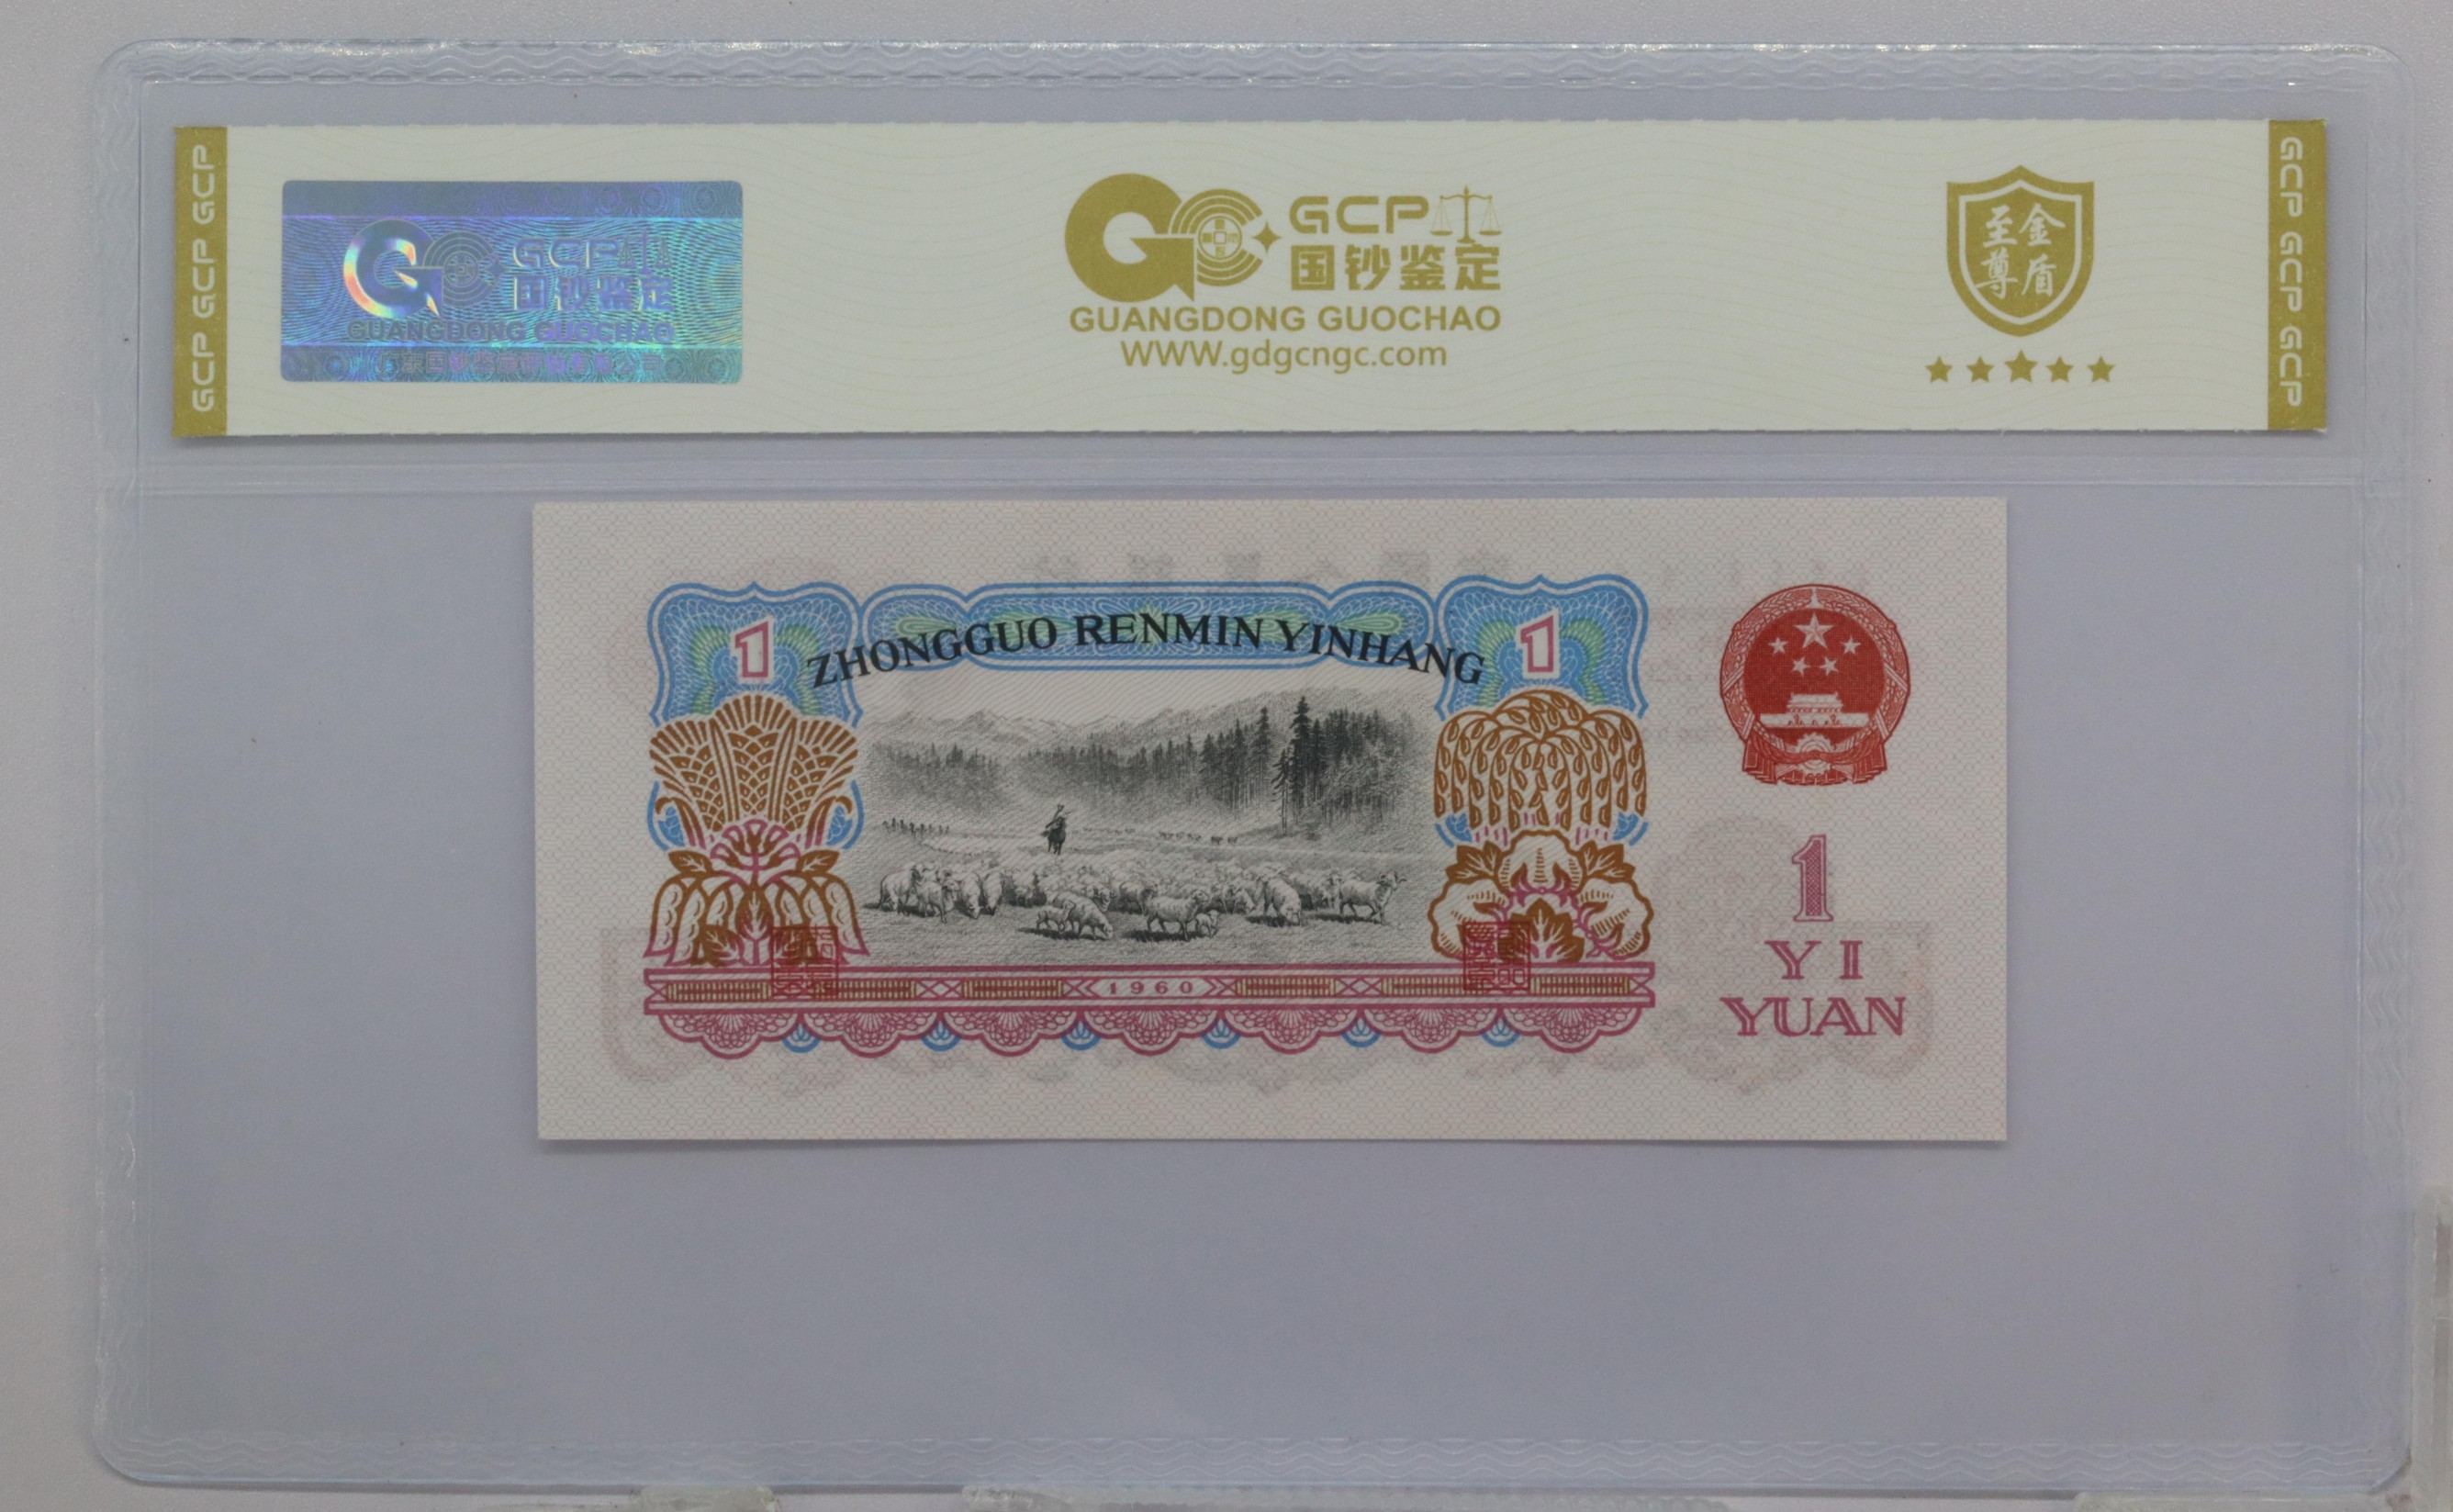 GCP GCP GCP
GCP
国钞鉴定
GUANGDONG GUOCHAO
GCP
国钞鉴定
GUANGDONG GUOCHAO
WWW.gdgcngc.com
至尊
金盾
GCP GCP GCP
1
ZHONGGUO RENMIN YINHANG
1
1960
1
YI
YUAN